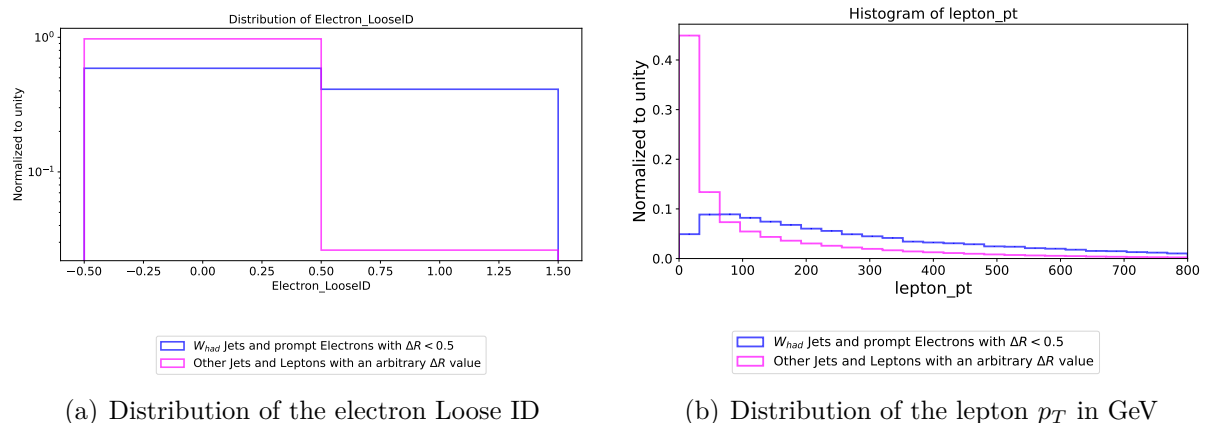 Distribution of Electron_LooseID
Normalized to unity
10⁰
10⁻¹
−0.50 −0.25 0.00 0.25 0.50 0.75 1.00 1.25 1.50
Electron_LooseID
W_had Jets and prompt Electrons with ΔR < 0.5
Other Jets and Leptons with an arbitrary ΔR value
(a) Distribution of the electron Loose ID
Histogram of lepton_pt
Normalized to unity
0.4
0.3
0.2
0.1
0.0
0 100 200 300 400 500 600 700 800
lepton_pt
W_had Jets and prompt Electrons with ΔR < 0.5
Other Jets and Leptons with an arbitrary ΔR value
(b) Distribution of the lepton p_T in GeV